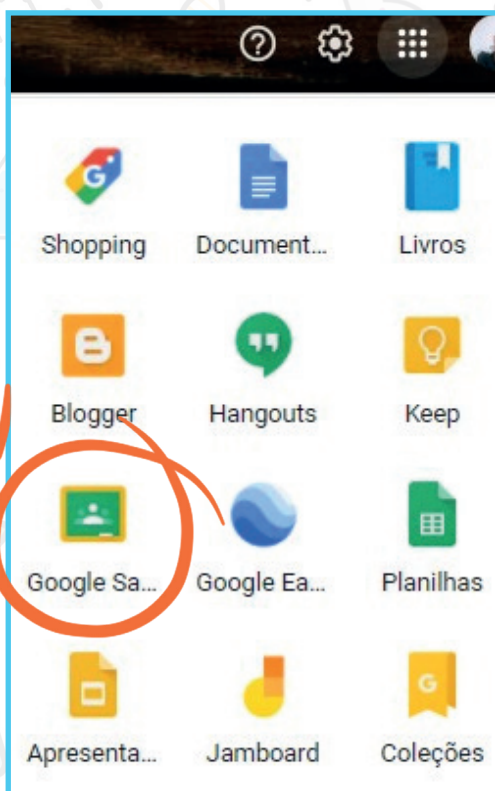 Shopping Document... Livros
Blogger Hangouts Keep
Google Sa... Google Ea... Planilhas
Apresenta... Jamboard Coleções